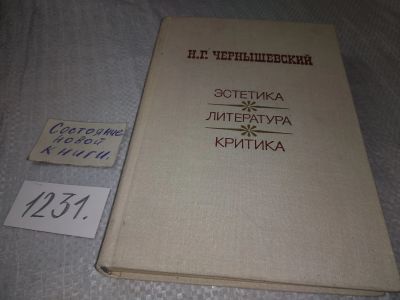 Н.Г. ЧЕРНЫШЕВСКИЙ
ЭСТЕТИКА
ЛИТЕРАТУРА
КРИТИКА
Состояние
новой
книги.
1231.